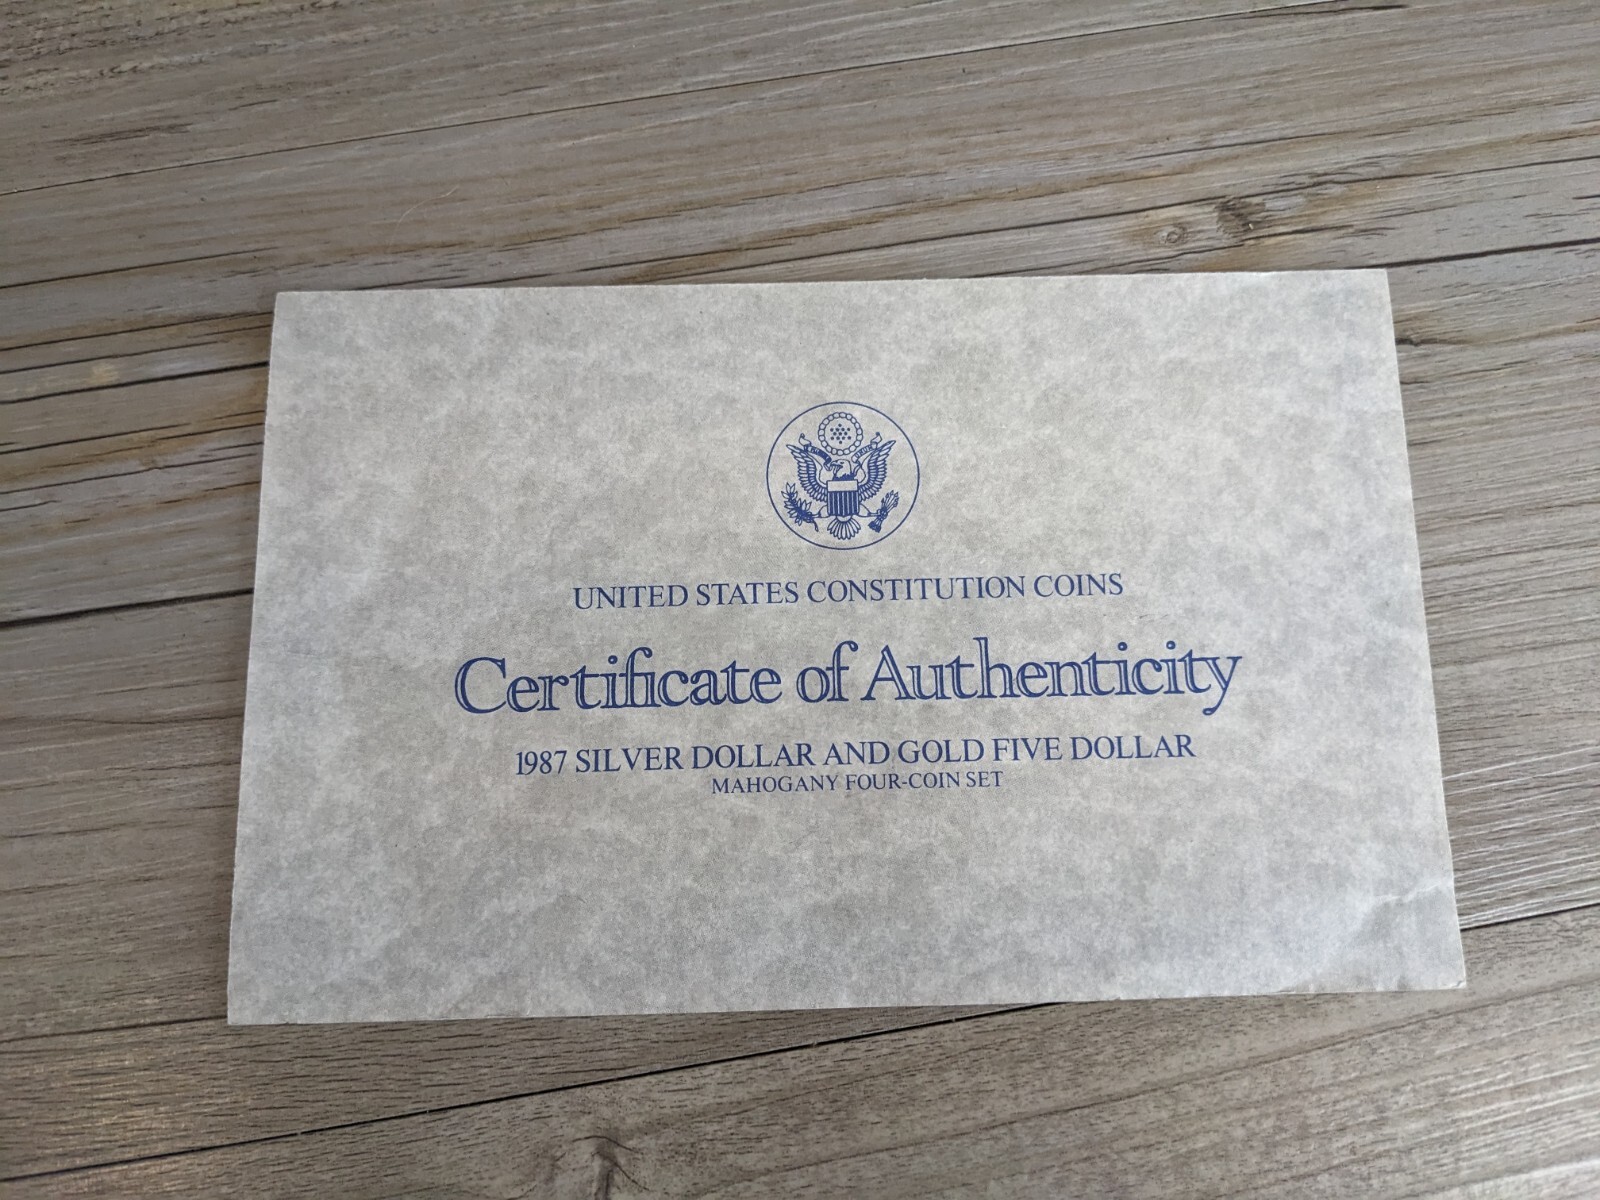 UNITED STATES CONSTITUTION COINS
Certificate of Authenticity
1987 SILVER DOLLAR AND GOLD FIVE DOLLAR
MAHOGANY FOUR-COIN SET